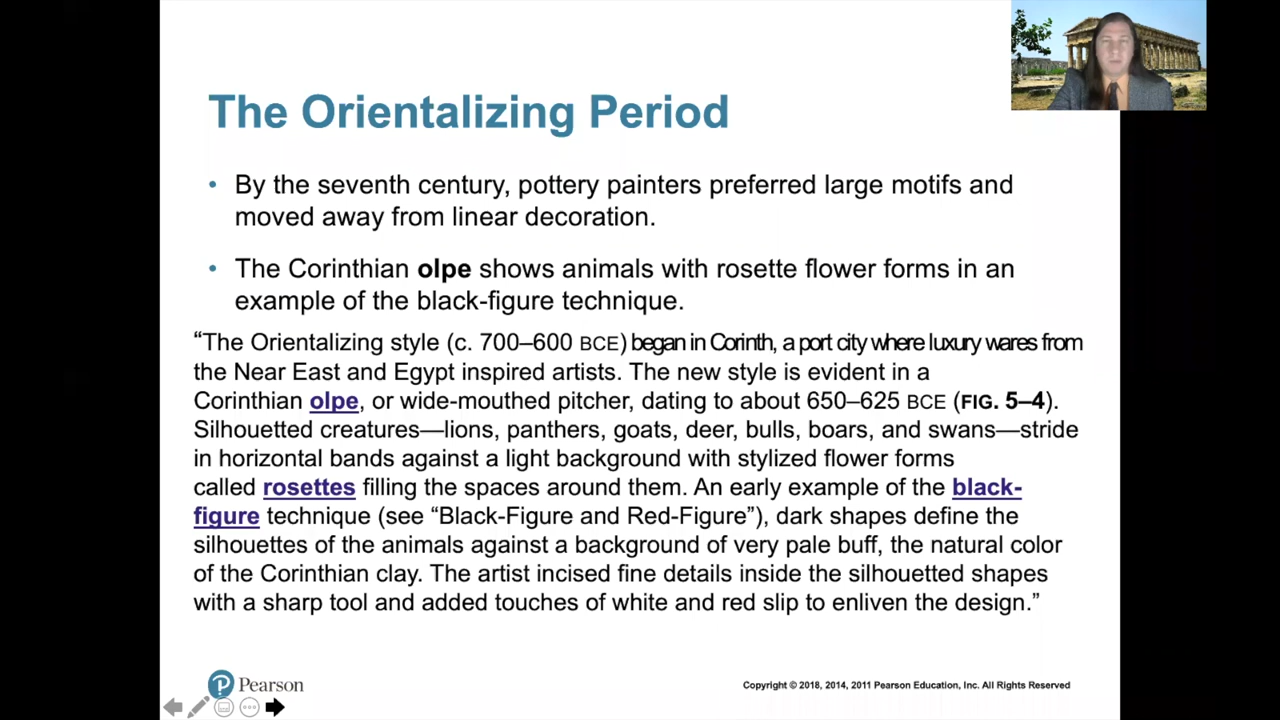 The Orientalizing Period
• By the seventh century, pottery painters preferred large motifs and
moved away from linear decoration.
• The Corinthian olpe shows animals with rosette flower forms in an
example of the black-figure technique.
“The Orientalizing style (c. 700–600 BCE) began in Corinth, a port city where luxury wares from
the Near East and Egypt inspired artists. The new style is evident in a
Corinthian olpe, or wide-mouthed pitcher, dating to about 650–625 BCE (FIG. 5–4).
Silhouetted creatures—lions, panthers, goats, deer, bulls, boars, and swans—stride
in horizontal bands against a light background with stylized flower forms
called rosettes filling the spaces around them. An early example of the black-
figure technique (see “Black-Figure and Red-Figure”), dark shapes define the
silhouettes of the animals against a background of very pale buff, the natural color
of the Corinthian clay. The artist incised fine details inside the silhouetted shapes
with a sharp tool and added touches of white and red slip to enliven the design.”
P Pearson
Copyright © 2018, 2014, 2011 Pearson Education, Inc. All Rights Reserved